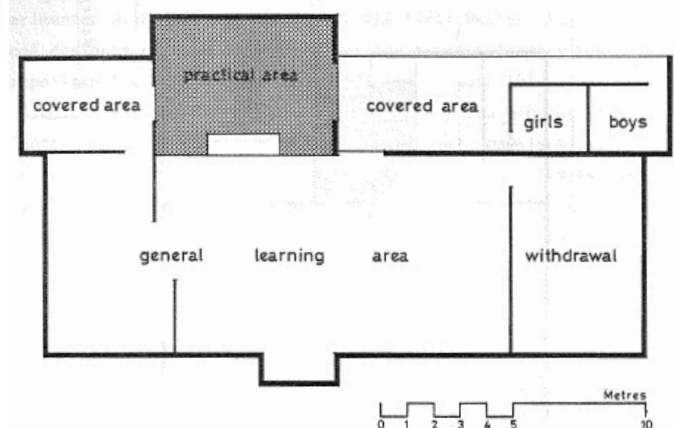 practical area
covered area
covered area
girls
boys
general learning area
withdrawal
Metres
0 1 2 3 4 5 10